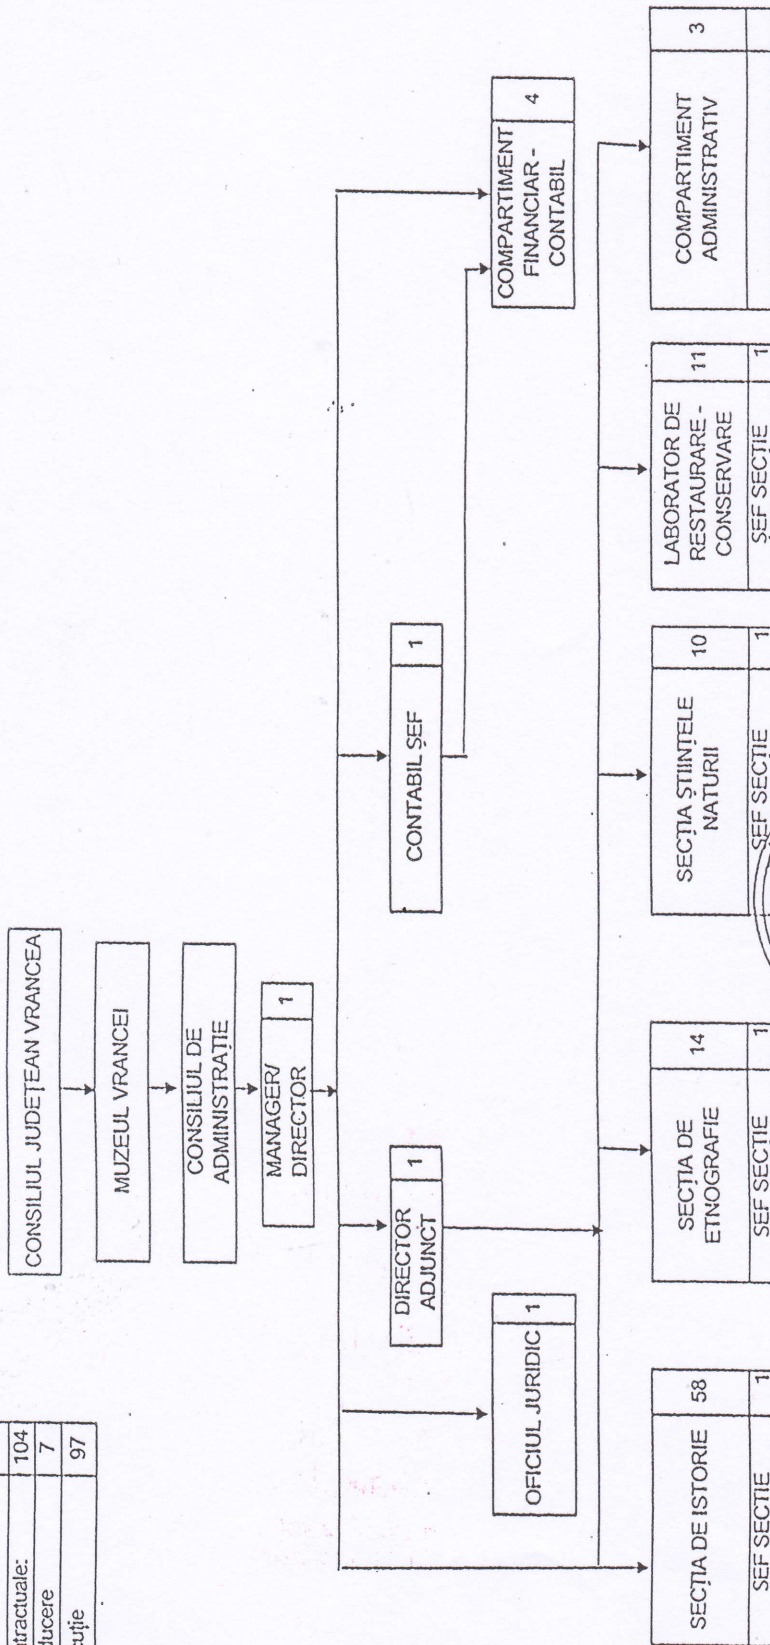 104
7
97
CONSILIUL JUDEȚEAN VRANCEA
MUZEUL VRANCEI
CONSILIUL DE
ADMINISTRAȚIE
MANAGER/
DIRECTOR
1
DIRECTOR
ADJUNCT
1
CONTABIL ȘEF
1
OFICIUL JURIDIC
1
COMPARTIMENT
FINANCIAR -
CONTABIL
4
SECȚIA DE ISTORIE
58
ȘEF SECȚIE
1
SECȚIA DE
ETNOGRAFIE
14
ȘEF SECȚIE
1
SECȚIA ȘTIINȚELE
NATURII
10
ȘEF SECȚIE
1
LABORATOR DE
RESTAURARE -
CONSERVARE
11
ȘEF SECȚIE
1
COMPARTIMENT
ADMINISTRATIV
3